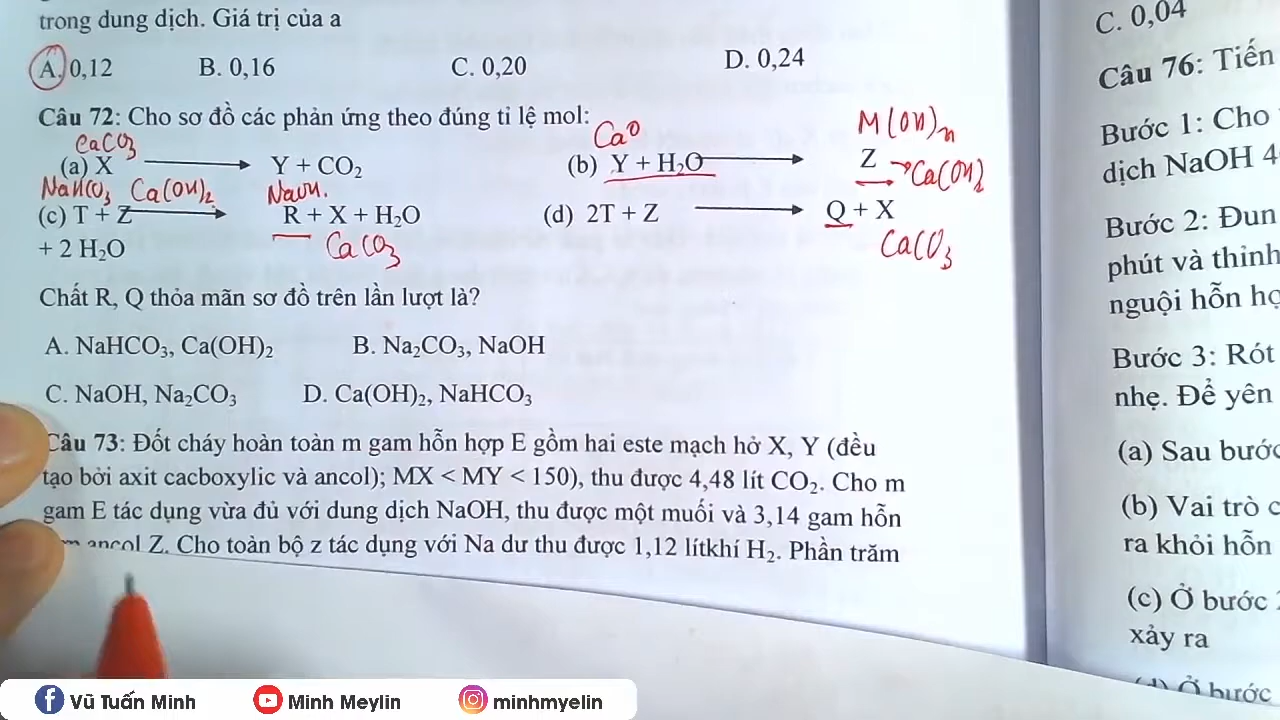 trong dung dịch. Giá trị của a
A. 0,12 B. 0,16 C. 0,20 D. 0,24
Câu 72: Cho sơ đồ các phản ứng theo đúng tỉ lệ mol:
CaCO3 CaO M(OH)n
(a) X → Y + CO₂ (b) Y + H₂O → Z → Ca(OH)2
NaHCO3 Ca(OH)2 NaOH.
(c) T + Z → R + X + H₂O (d) 2T + Z → Q + X
+ 2 H₂O CaCO3 CaCO3
Chất R, Q thỏa mãn sơ đồ trên lần lượt là?
A. NaHCO₃, Ca(OH)₂ B. Na₂CO₃, NaOH
C. NaOH, Na₂CO₃ D. Ca(OH)₂, NaHCO₃
Câu 73: Đốt cháy hoàn toàn m gam hỗn hợp E gồm hai este mạch hở X, Y (đều
tạo bởi axit cacboxylic và ancol); MX < MY < 150), thu được 4,48 lít CO₂. Cho m
gam E tác dụng vừa đủ với dung dịch NaOH, thu được một muối và 3,14 gam hỗn
ancol Z. Cho toàn bộ z tác dụng với Na dư thu được 1,12 lítkhí H₂. Phần trăm
C. 0,04
Câu 76: Tiến
Bước 1: Cho
dịch NaOH 4
Bước 2: Đun
phút và thỉnh
nguội hỗn hợ
Bước 3: Rót
nhẹ. Để yên
(a) Sau bước
(b) Vai trò c
ra khỏi hỗn
(c) Ở bước 2
xảy ra
Ở bước
Vũ Tuấn Minh Minh Meylin minhmyelin